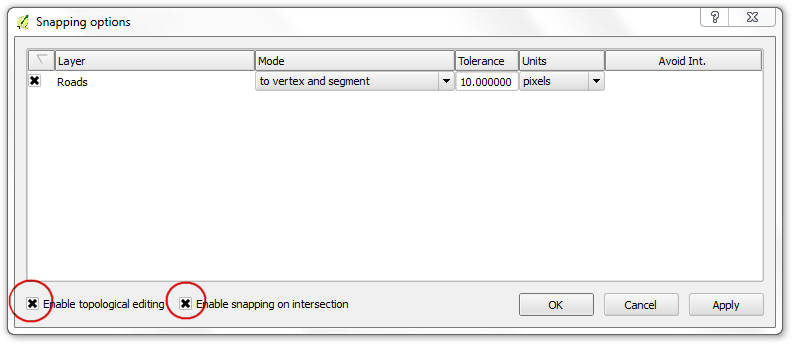 Snapping options
Layer Mode Tolerance Units Avoid Int.
Roads to vertex and segment 10.000000 pixels
Enable topological editing Enable snapping on intersection OK Cancel Apply